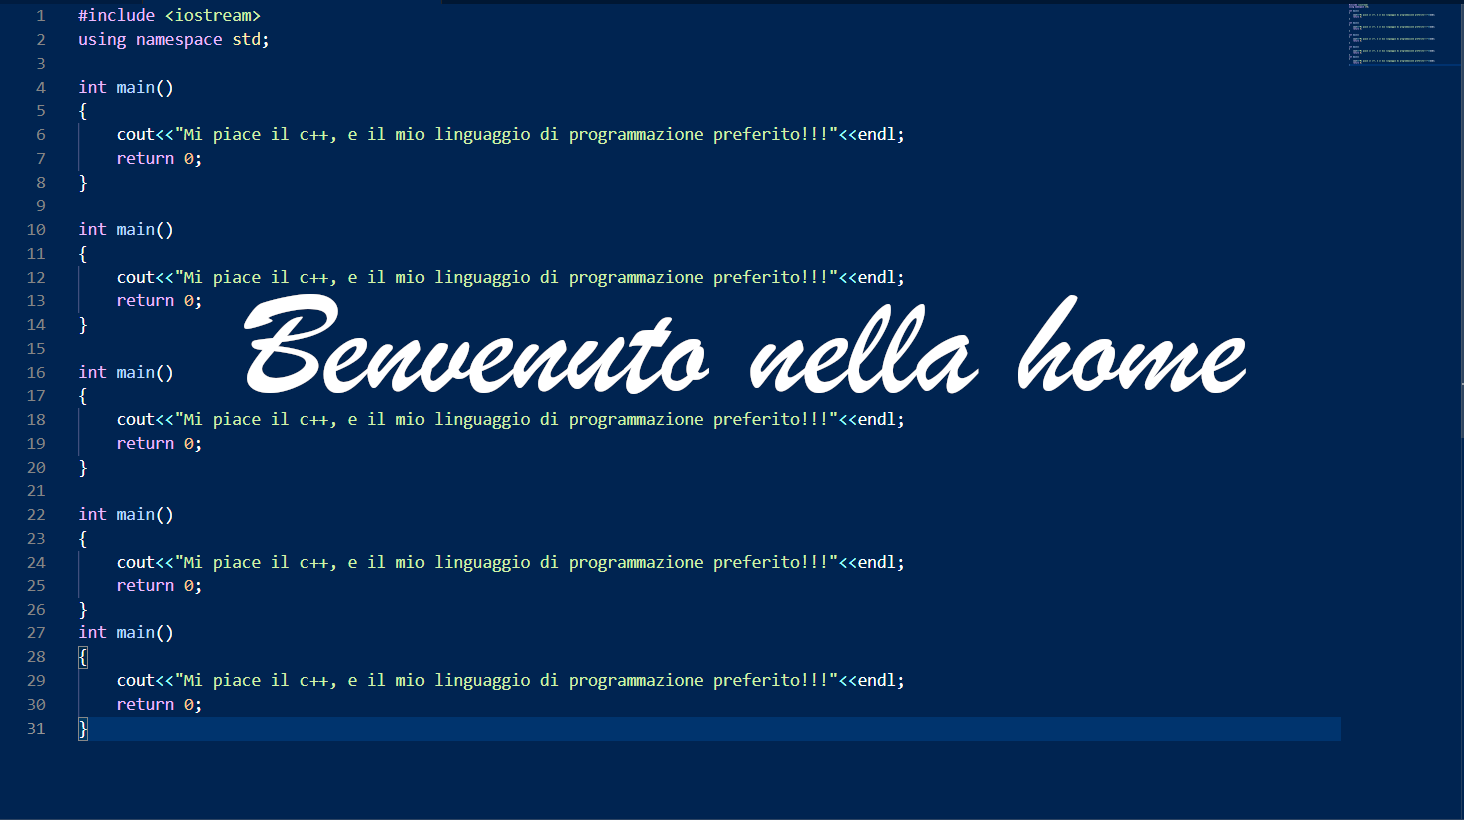 1 #include <iostream>
2 using namespace std;
3
4 int main()
5 {
6 cout<<"Mi piace il c++, e il mio linguaggio di programmazione preferito!!!"<<endl;
7 return 0;
8 }
9
10 int main()
11 {
12 cout<<"Mi piace il c++, e il mio linguaggio di programmazione preferito!!!"<<endl;
13 return 0;
14 }
Benvenuto nella home
15
16 int main()
17 {
18 cout<<"Mi piace il c++, e il mio linguaggio di programmazione preferito!!!"<<endl;
19 return 0;
20 }
21
22 int main()
23 {
24 cout<<"Mi piace il c++, e il mio linguaggio di programmazione preferito!!!"<<endl;
25 return 0;
26 }
27 int main()
28 {
29 cout<<"Mi piace il c++, e il mio linguaggio di programmazione preferito!!!"<<endl;
30 return 0;
31 }